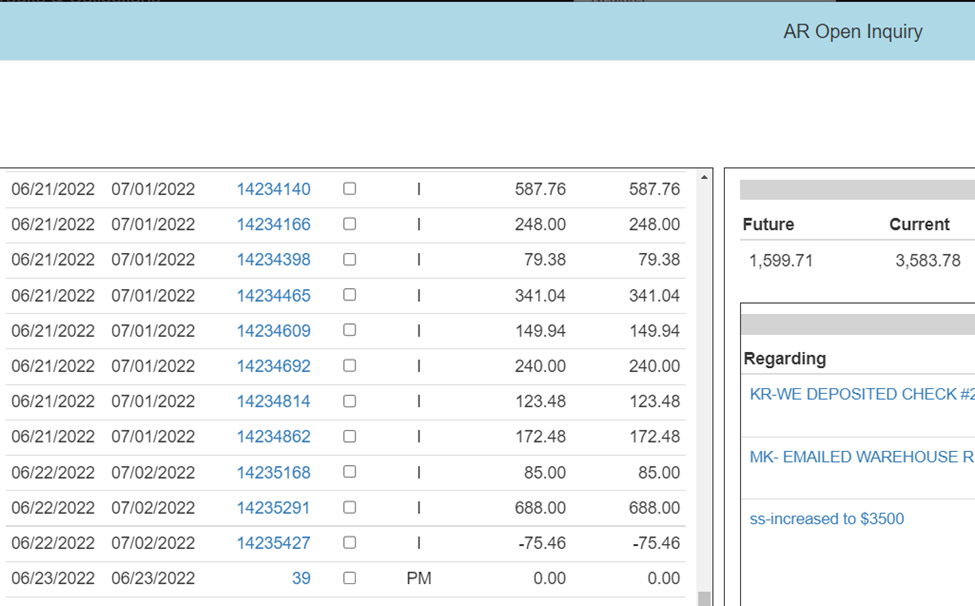 AR Open Inquiry
06/21/2022 07/01/2022 14234140 I 587.76 587.76
06/21/2022 07/01/2022 14234166 I 248.00 248.00
06/21/2022 07/01/2022 14234398 I 79.38 79.38
06/21/2022 07/01/2022 14234465 I 341.04 341.04
06/21/2022 07/01/2022 14234609 I 149.94 149.94
06/21/2022 07/01/2022 14234692 I 240.00 240.00
06/21/2022 07/01/2022 14234814 I 123.48 123.48
06/21/2022 07/01/2022 14234862 I 172.48 172.48
06/22/2022 07/02/2022 14235168 I 85.00 85.00
06/22/2022 07/02/2022 14235291 I 688.00 688.00
06/22/2022 07/02/2022 14235427 I -75.46 -75.46
06/23/2022 06/23/2022 39 PM 0.00 0.00
Future Current
1,599.71 3,583.78
Regarding
KR-WE DEPOSITED CHECK #2
MK- EMAILED WAREHOUSE R
ss-increased to $3500